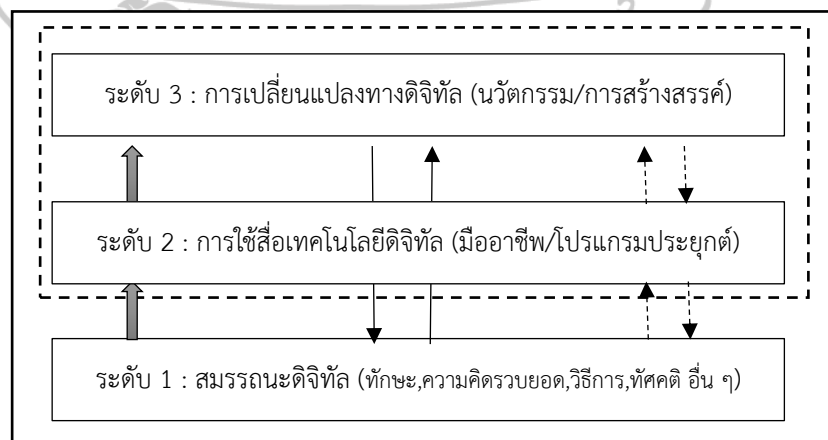 ระดับ 3 : การเปลี่ยนแปลงทางดิจิทัล (นวัตกรรม/การสร้างสรรค์)
ระดับ 2 : การใช้สื่อเทคโนโลยีดิจิทัล (มืออาชีพ/โปรแกรมประยุกต์)
ระดับ 1 : สมรรถนะดิจิทัล (ทักษะ,ความคิดรวบยอด,วิธีการ,ทัศคติ อื่น ๆ)